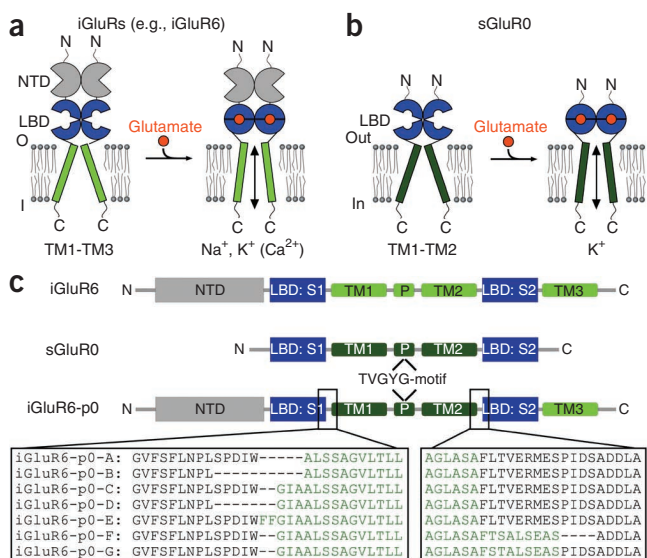 a
iGluRs (e.g., iGluR6)
b
sGluR0
N N N N
NTD
LBD
O
I
Glutamate
C C C C
TM1-TM3
Na⁺, K⁺ (Ca²⁺)
N N N N
LBD
Out
In
Glutamate
C C C C
TM1-TM2
K⁺
c
iGluR6 N NTD LBD: S1 TM1 P TM2 LBD: S2 TM3 C
sGluR0 N LBD: S1 TM1 P TM2 LBD: S2 C
TVGYG-motif
iGluR6-p0 N NTD LBD: S1 TM1 P TM2 LBD: S2 TM3 C
iGluR6-p0-A: GVFSFLNPLSPDIW-----ALSSAGVLTLL AGLASAFLTVERMESPIDSADDLA
iGluR6-p0-B: GVFSFLNPL----------ALSSAGVLTLL AGLASAFLTVERMESPIDSADDLA
iGluR6-p0-C: GVFSFLNPLSPDIW--GIAALSSAGVLTLL AGLASAFLTVERMESPIDSADDLA
iGluR6-p0-D: GVFSFLNPL-------GIAALSSAGVLTLL AGLASAFLTVERMESPIDSADDLA
iGluR6-p0-E: GVFSFLNPLSPDIWFFGIAALSSAGVLTLL AGLASAFLTVERMESPIDSADDLA
iGluR6-p0-F: GVFSFLNPL-------GIAALSSAGVLTLL AGLASAFTSALSEAS----ADDLA
iGluR6-p0-G: GVFSFLNPL-------GIAALSSAGVLTLL